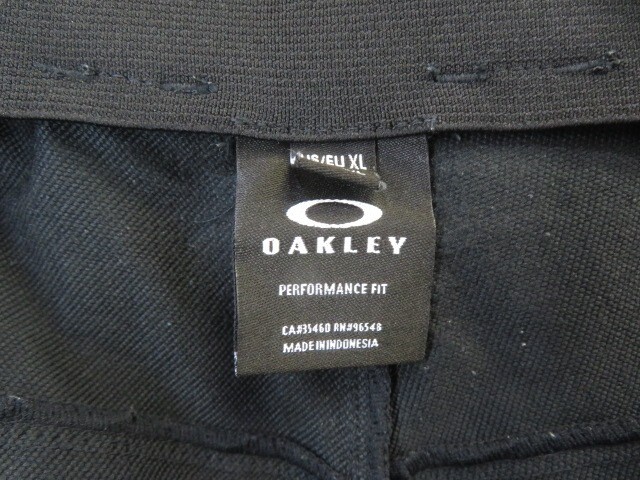 US/EU XL
OAKLEY
PERFORMANCE FIT
CA#35460 RN#96548
MADE IN INDONESIA